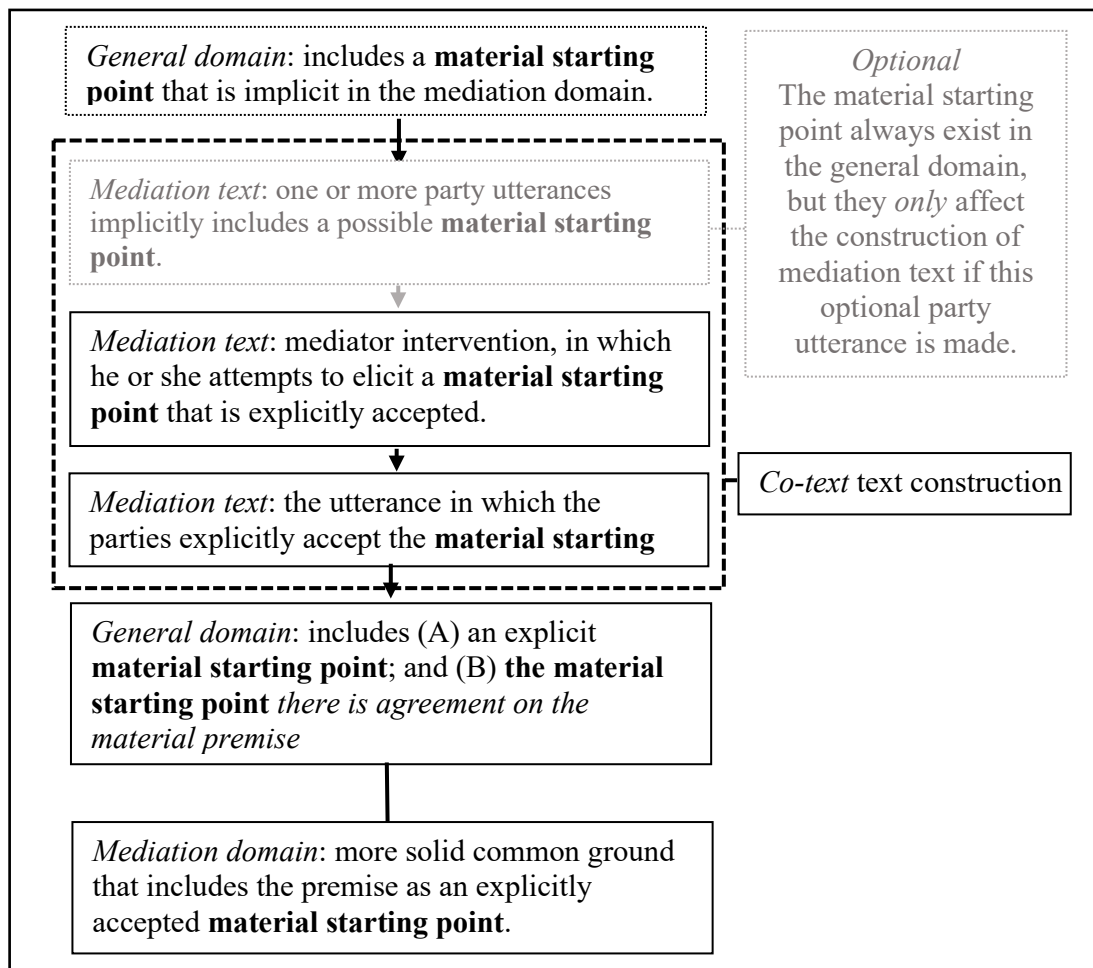 General domain: includes a material starting
point that is implicit in the mediation domain.
Optional
The material starting
point always exist in
the general domain,
but they only affect
the construction of
mediation text if this
optional party
utterance is made.
Mediation text: one or more party utterances
implicitly includes a possible material starting
point.
Mediation text: mediator intervention, in which
he or she attempts to elicit a material starting
point that is explicitly accepted.
Mediation text: the utterance in which the
parties explicitly accept the material starting
Co-text text construction
General domain: includes (A) an explicit
material starting point; and (B) the material
starting point there is agreement on the
material premise
Mediation domain: more solid common ground
that includes the premise as an explicitly
accepted material starting point.